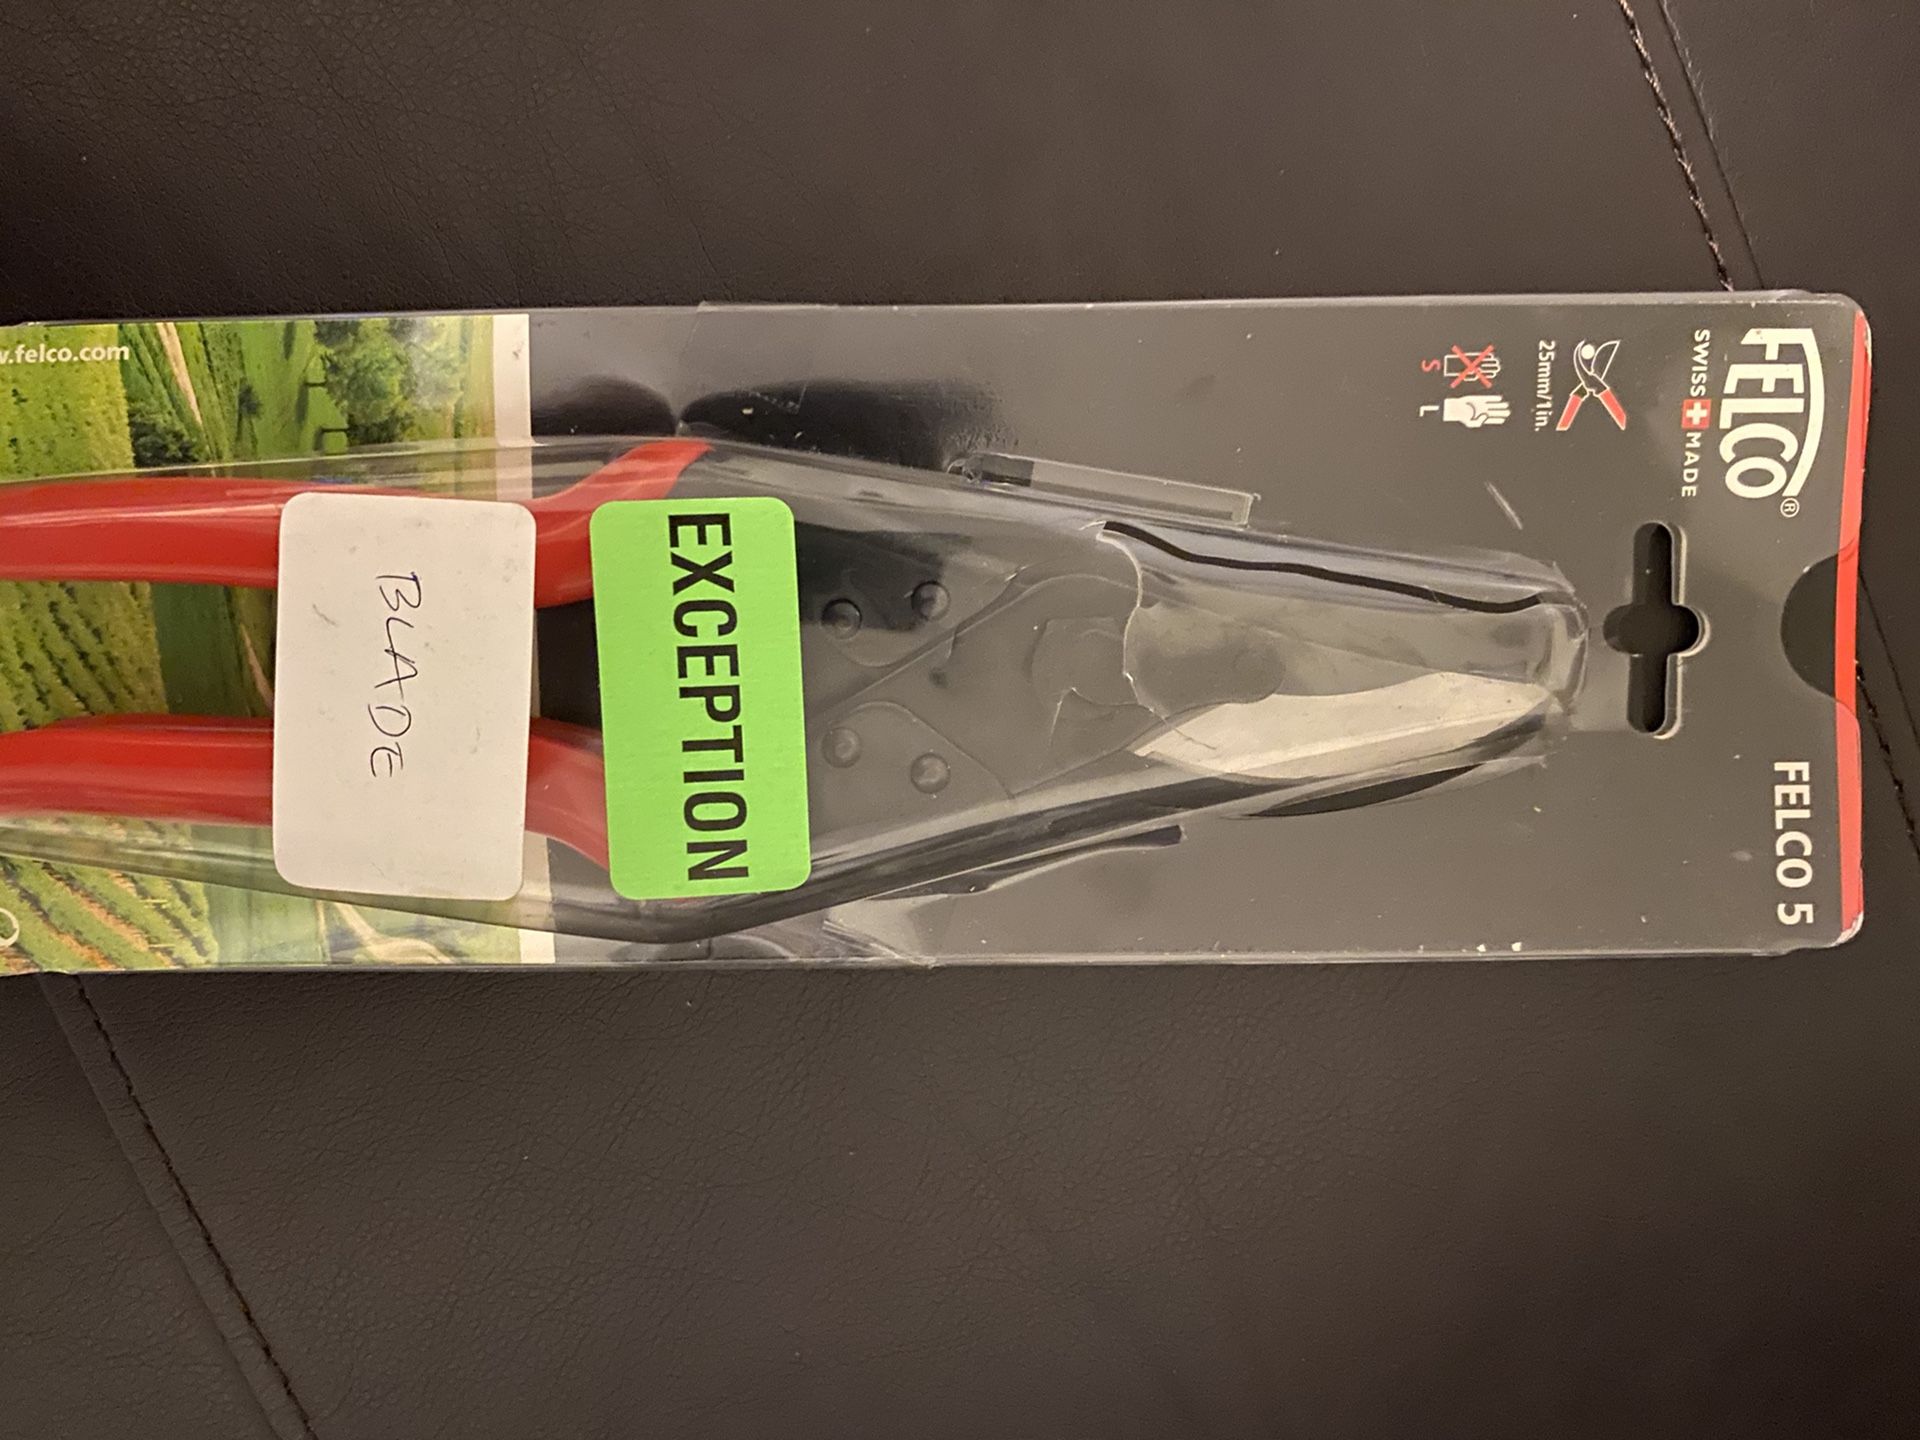 FELCO®
SWISS MADE
FELCO 5
25mm/1in.
S L
EXCEPTION
BLADE
w.felco.com